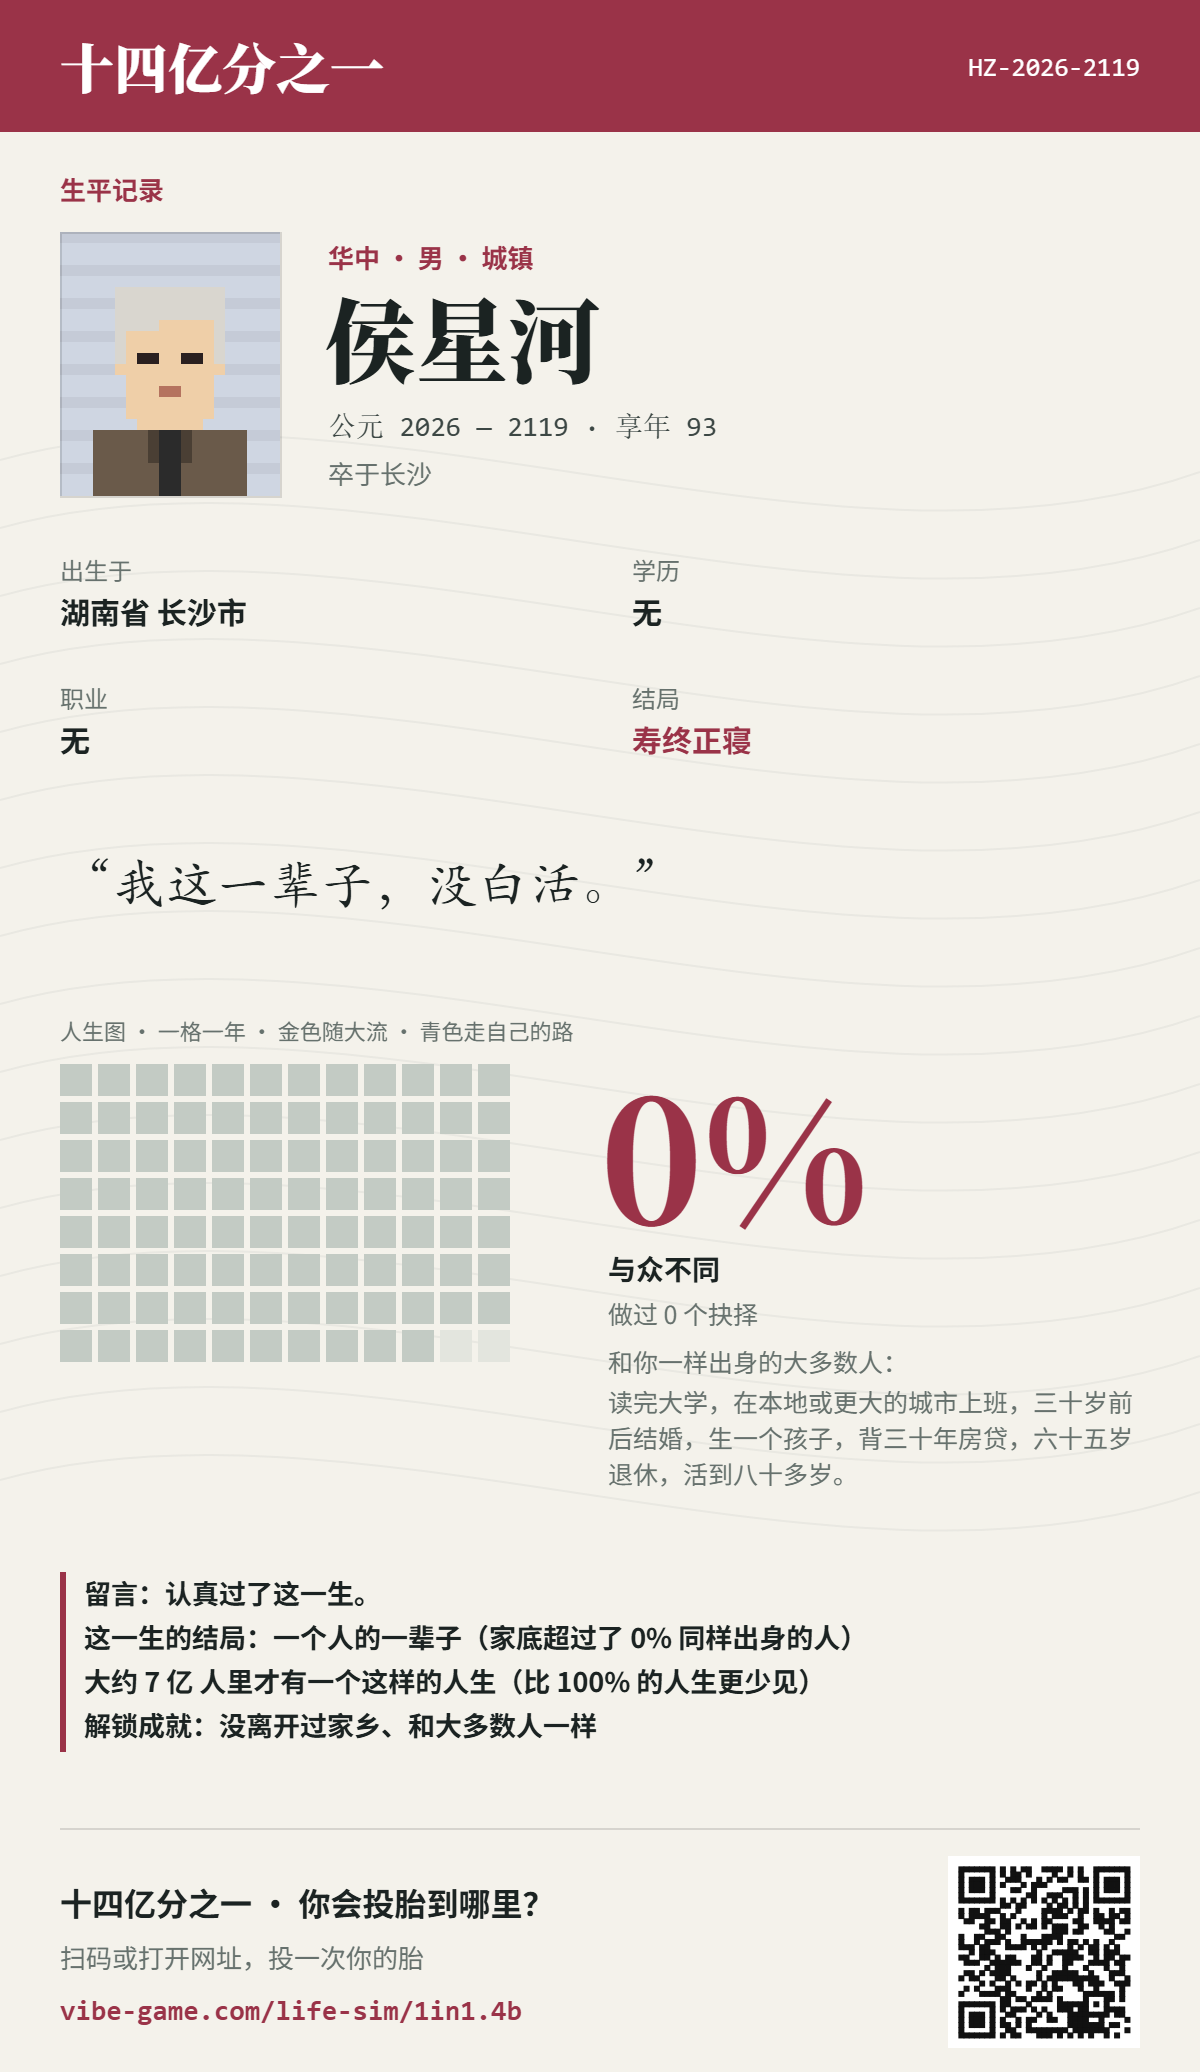 十四亿分之一
HZ-2026-2119
生平记录
华中 · 男 · 城镇
侯星河
公元 2026 — 2119 · 享年 93
卒于长沙
出生于
湖南省 长沙市
学历
无
职业
无
结局
寿终正寝
“我这一辈子，没白活。”
人生图 · 一格一年 · 金色随大流 · 青色走自己的路
0%
与众不同
做过 0 个抉择
和你一样出身的大多数人：
读完大学，在本地或更大的城市上班，三十岁前
后结婚，生一个孩子，背三十年房贷，六十五岁
退休，活到八十多岁。
留言：认真过了这一生。
这一生的结局：一个人的一辈子（家底超过了 0% 同样出身的人）
大约 7 亿 人里才有一个这样的人生（比 100% 的人生更少见）
解锁成就：没离开过家乡、和大多数人一样
十四亿分之一 · 你会投胎到哪里？
扫码或打开网址，投一次你的胎
vibe-game.com/life-sim/1in1.4b